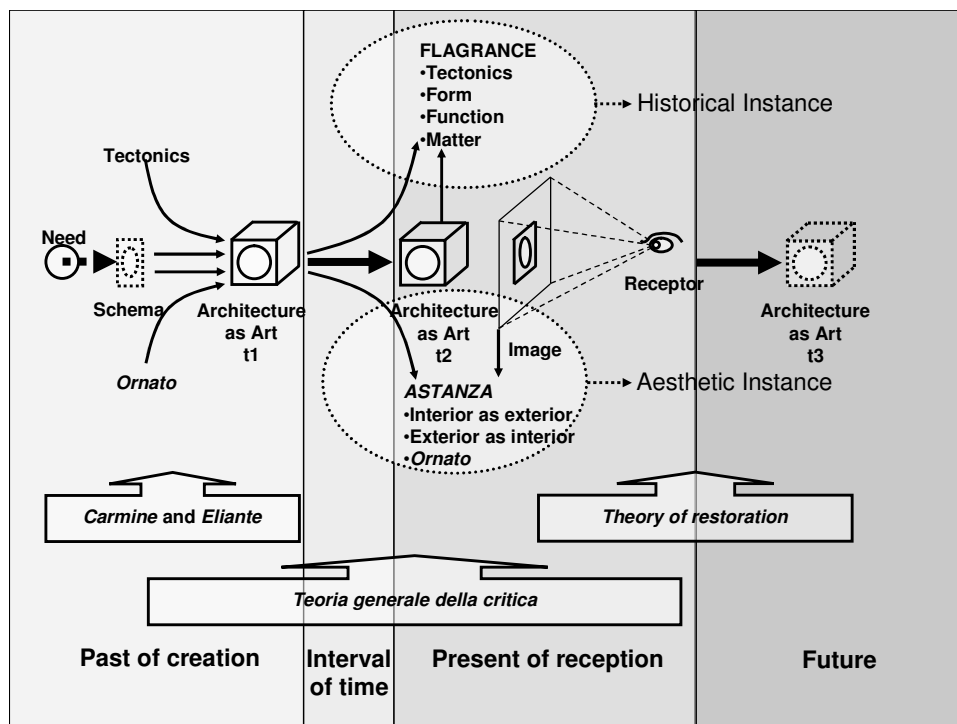 FLAGRANCE
•Tectonics
•Form
•Function
•Matter
Historical Instance
Tectonics
Need
Schema
Architecture
as Art
t1
Ornato
Architecture
as Art
t2
Image
Receptor
Architecture
as Art
t3
ASTANZA
•Interior as exterior
•Exterior as interior
•Ornato
Aesthetic Instance
Carmine and Eliante
Theory of restoration
Teoria generale della critica
Past of creation
Interval
of time
Present of reception
Future